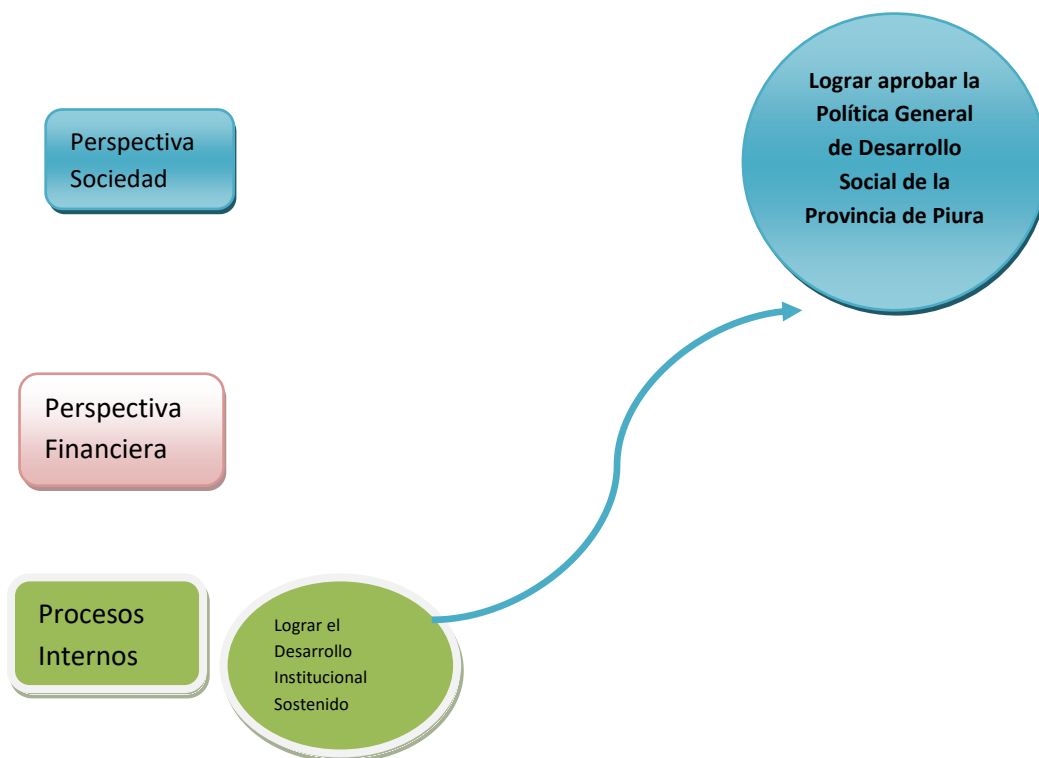 Perspectiva
Sociedad
Lograr aprobar la
Política General
de Desarrollo
Social de la
Provincia de Piura
Perspectiva
Financiera
Procesos
Internos
Lograr el
Desarrollo
Institucional
Sostenido